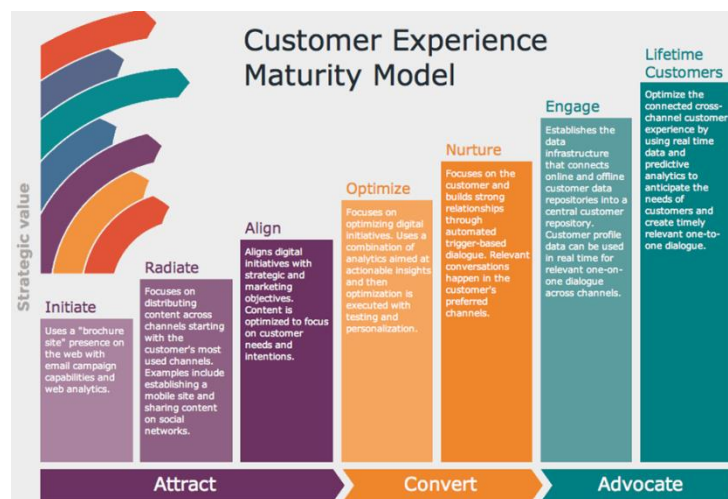 Customer Experience
Maturity Model
Strategic value
Initiate
Uses a "brochure
site" presence on
the web with
email campaign
capabilities and
web analytics.
Radiate
Focuses on
distributing content
across channels starting
with the customer's most
used channels.
Examples include
establishing a
mobile site and
sharing content
on social
networks.
Align
Aligns digital
initiatives with
strategic and
marketing
objectives.
Content is
optimized to focus
on customer
needs and
intentions.
Optimize
Focuses on
optimizing digital
initiatives. Uses a
combination of
analytics aimed at
actionable insights
and then
optimization is
executed with
testing and
personalization.
Nurture
Focuses on the
customer and
builds strong
relationships
through
automated
trigger-based
dialogue. Relevant
conversations
happen in the
customer's
preferred
channels.
Engage
Establishes the
data
infrastructure
that connects
online and offline
customer data
repositories into a
central customer
repository.
Customer profile
data can be used
in real time for
relevant one-on-
one dialogue
across channels.
Lifetime
Customers
Optimize the
connected cross-
channel customer
experience by
using real time
data and
predictive
analytics to
anticipate the
needs of
customers and
create timely
relevant one-to-
one dialogue.
Attract
Convert
Advocate